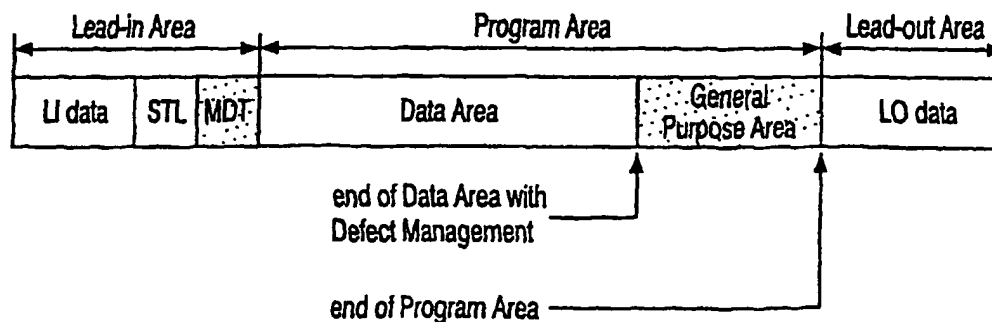 Lead-in Area
Program Area
Lead-out Area
LI data
STL
MDT
Data Area
General
Purpose Area
LO data
end of Data Area with
Defect Management
end of Program Area